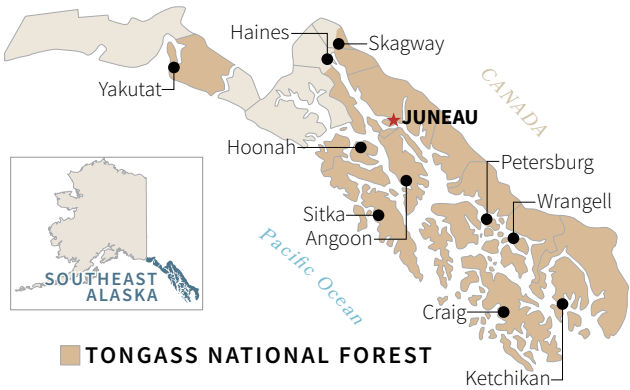 Haines
Skagway
Yakutat
CANADA
JUNEAU
Hoonah
Petersburg
Wrangell
Sitka
Angoon
Pacific Ocean
SOUTHEAST
ALASKA
Craig
TONGASS NATIONAL FOREST
Ketchikan